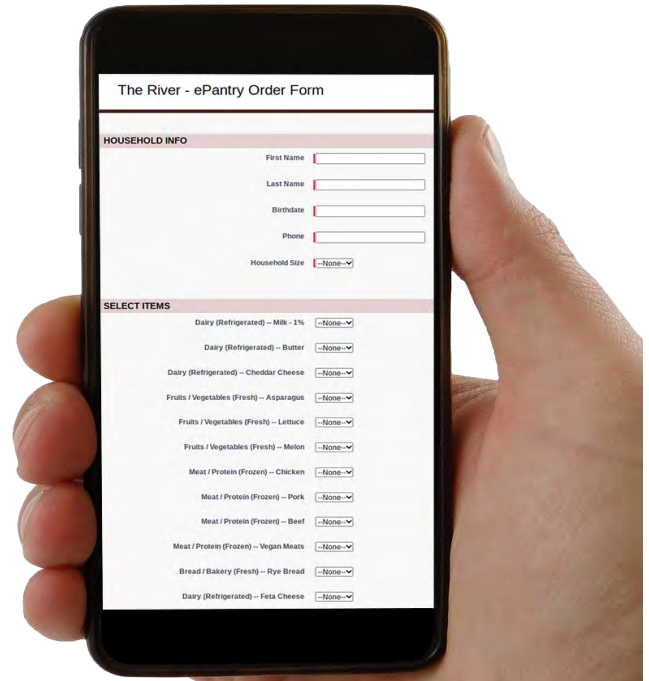 The River - ePantry Order Form
HOUSEHOLD INFO
First Name
Last Name
Birthdate
Phone
Household Size --None--
SELECT ITEMS
Dairy (Refrigerated) -- Milk - 1% --None--
Dairy (Refrigerated) -- Butter --None--
Dairy (Refrigerated) -- Cheddar Cheese --None--
Fruits / Vegetables (Fresh) -- Asparagus --None--
Fruits / Vegetables (Fresh) -- Lettuce --None--
Fruits / Vegetables (Fresh) -- Melon --None--
Meat / Protein (Frozen) -- Chicken --None--
Meat / Protein (Frozen) -- Pork --None--
Meat / Protein (Frozen) -- Beef --None--
Meat / Protein (Frozen) -- Vegan Meats --None--
Bread / Bakery (Fresh) -- Rye Bread --None--
Dairy (Refrigerated) -- Feta Cheese --None--